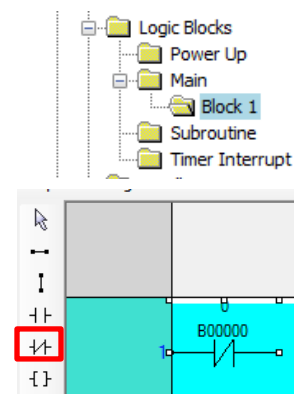 Logic Blocks
Power Up
Main
Block 1
Subroutine
Timer Interrupt
0
B00000
1